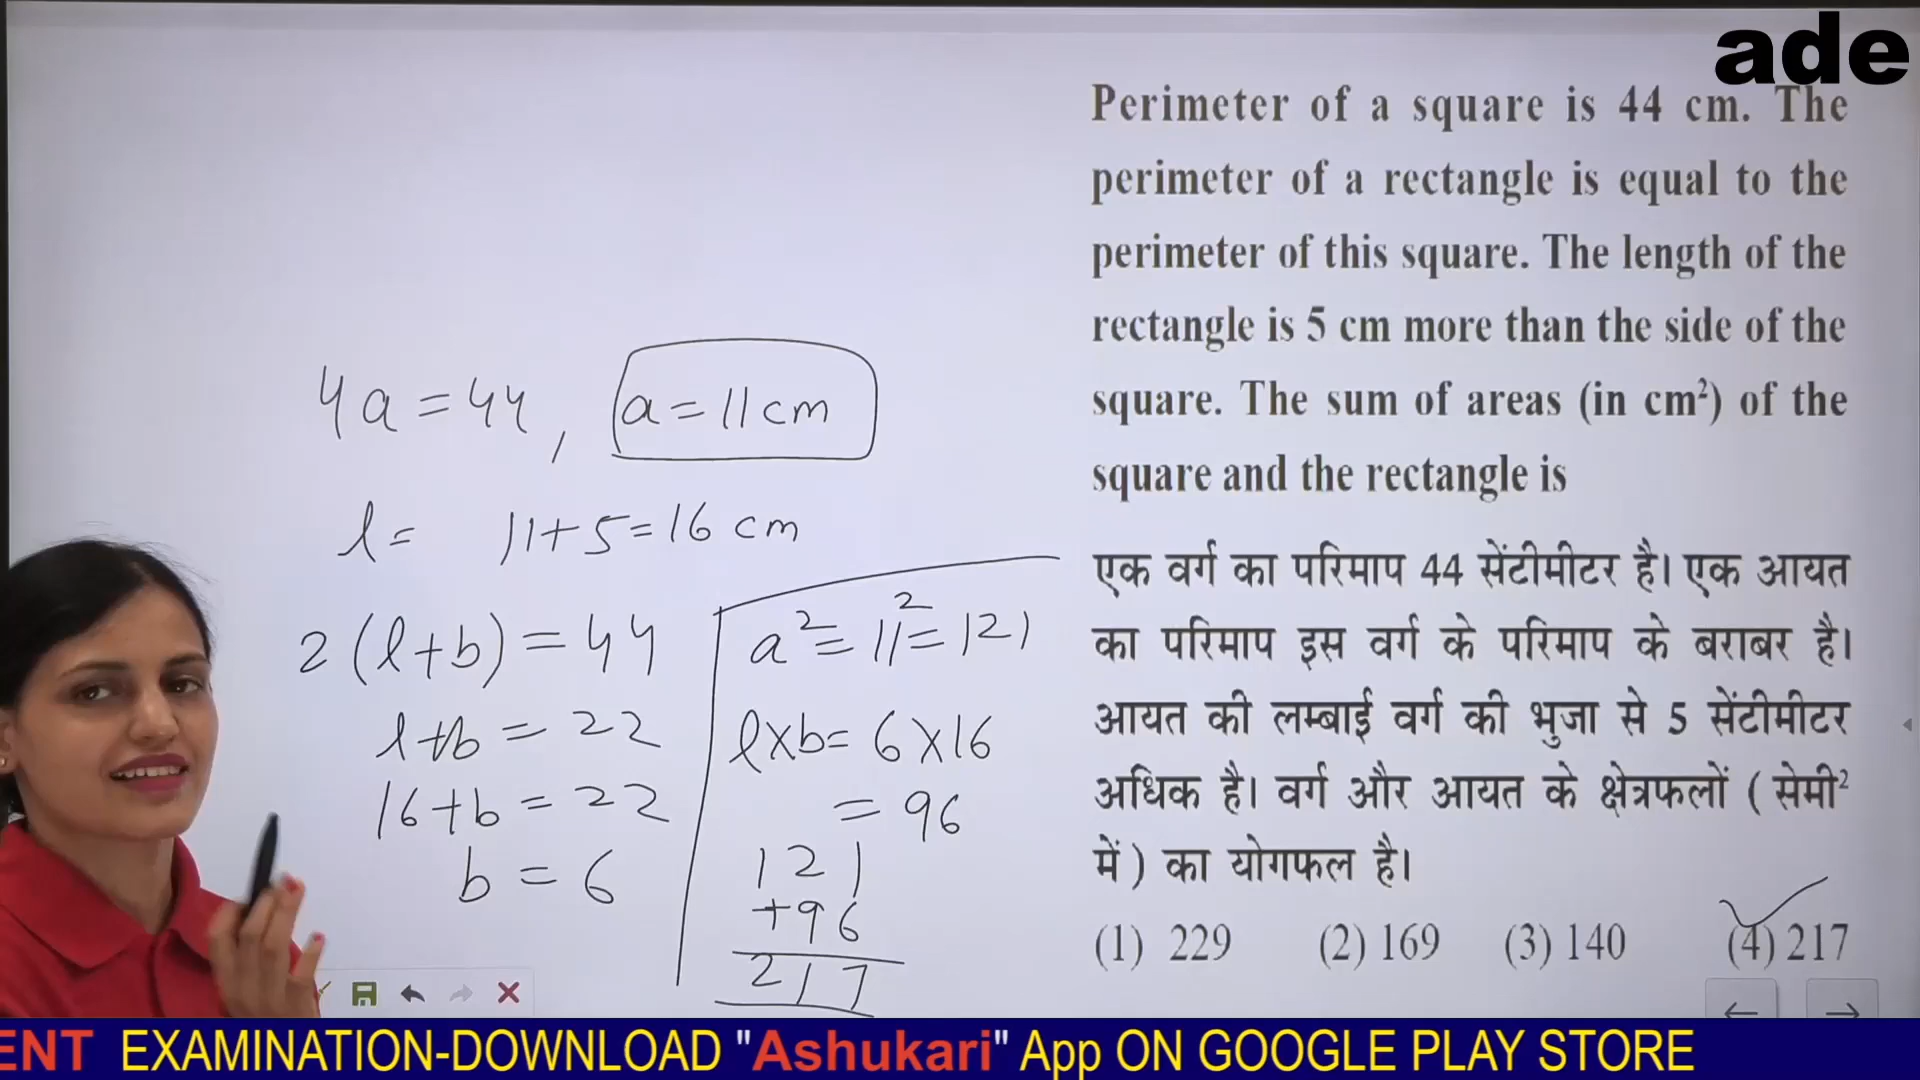 ade
Perimeter of a square is 44 cm. The
perimeter of a rectangle is equal to the
perimeter of this square. The length of the
rectangle is 5 cm more than the side of the
square. The sum of areas (in cm²) of the
square and the rectangle is
एक वर्ग का परिमाप 44 सेंटीमीटर है। एक आयत
का परिमाप इस वर्ग के परिमाप के बराबर है।
आयत की लम्बाई वर्ग की भुजा से 5 सेंटीमीटर
अधिक है। वर्ग और आयत के क्षेत्रफलों ( सेमी²
में ) का योगफल है।
(1) 229 (2) 169 (3) 140 (4) 217
4a = 44, a = 11 cm
l = 11+5=16 cm
2 (l+b) = 44
l+b = 22
16+b = 22
b = 6
a² = 11² = 121
l×b = 6×16
= 96
121
+96
217
ENT EXAMINATION-DOWNLOAD "Ashukari" App ON GOOGLE PLAY STORE